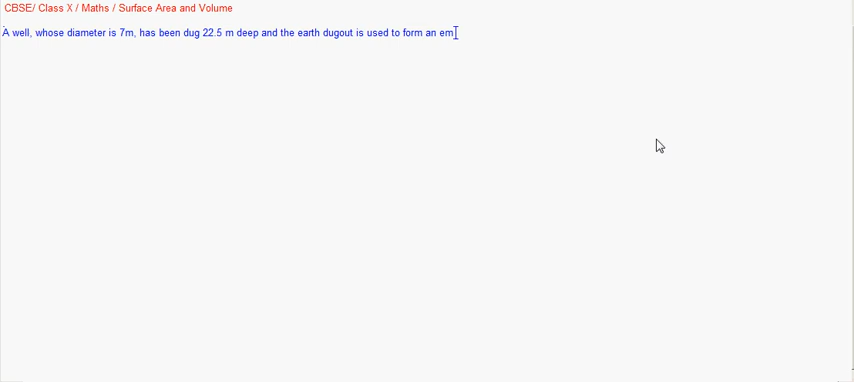 CBSE/ Class X / Maths / Surface Area and Volume
A well, whose diameter is 7m, has been dug 22.5 m deep and the earth dugout is used to form an em